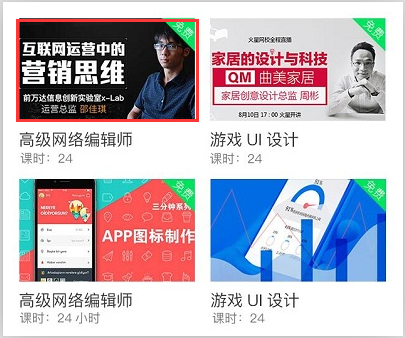 互联网运营中的
营销思维
前万达信息创新实验室x-Lab
运营总监 邵佳琪
免费
高级网络编辑师
课时：24
火星网校全程直播
家居的设计与科技
QM 曲美家居
家居创意设计总监 周彬
8月10日 17：00 火星开讲
免费
游戏 UI 设计
课时：24
三分钟系列
APP图标制作
免费
高级网络编辑师
课时：24 小时
免费
游戏 UI 设计
课时：24